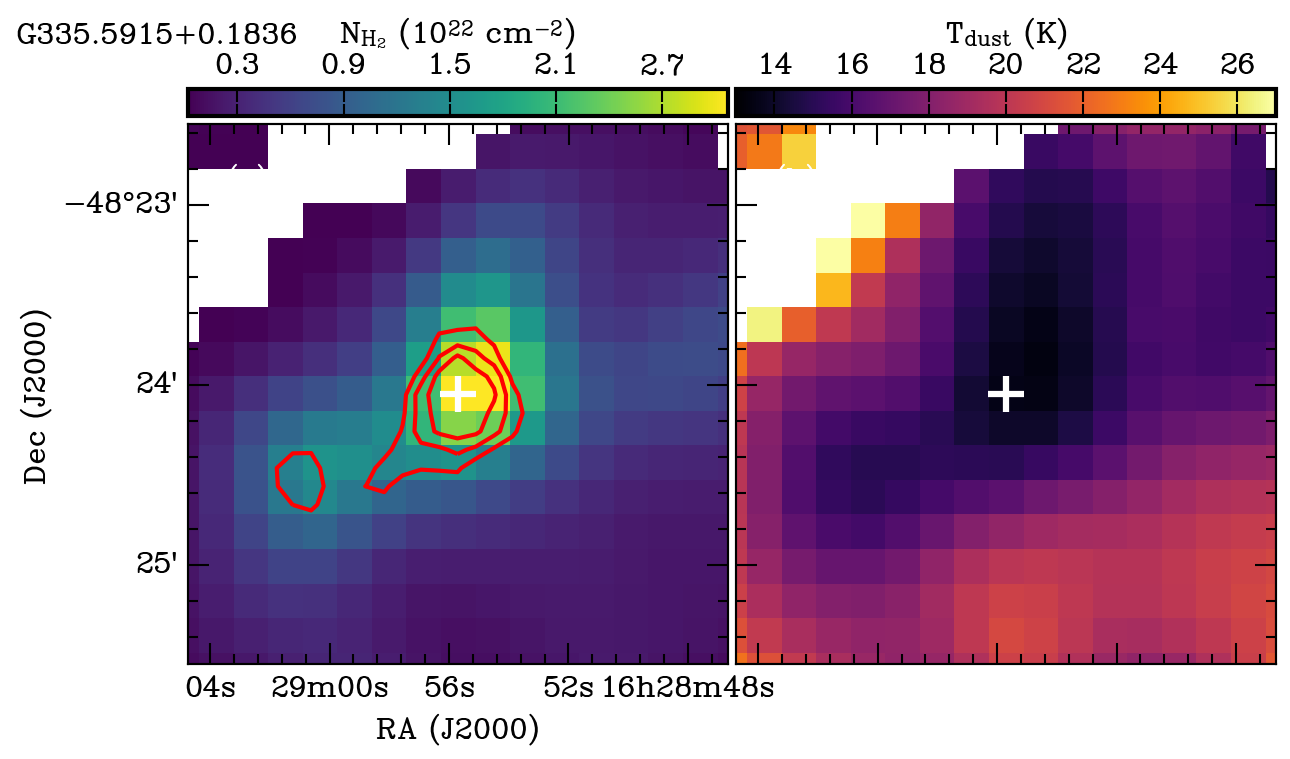 G335.5915+0.1836 N_H₂ (10²² cm⁻²) T_dust (K)
0.3 0.9 1.5 2.1 2.7 14 16 18 20 22 24 26
−48°23'
24'
25'
Dec (J2000)
04s 29m00s 56s 52s 16h28m48s
RA (J2000)